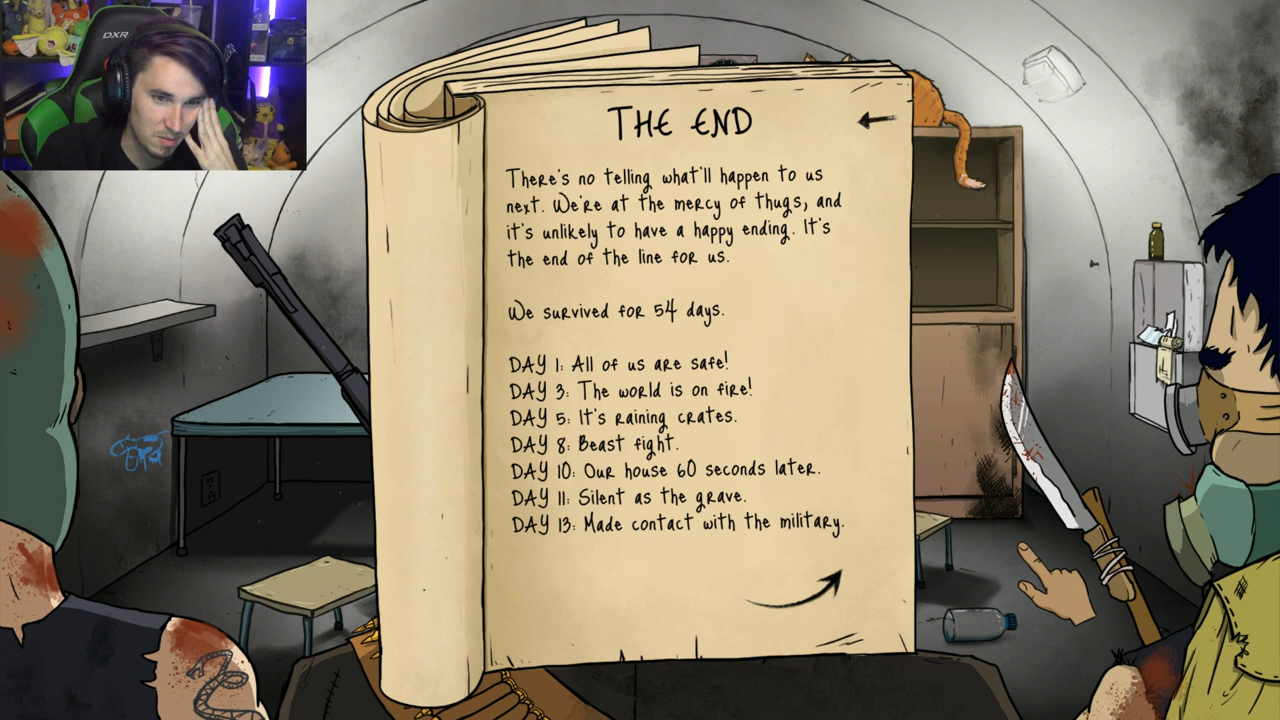 DXR
THE END
There's no telling what'll happen to us
next. We're at the mercy of thugs, and
it's unlikely to have a happy ending. It's
the end of the line for us.
We survived for 54 days.
DAY 1: All of us are safe!
DAY 3: The world is on fire!
DAY 5: It's raining crates.
DAY 8: Beast fight.
DAY 10: Our house 60 seconds later.
DAY 11: Silent as the grave.
DAY 13: Made contact with the military.